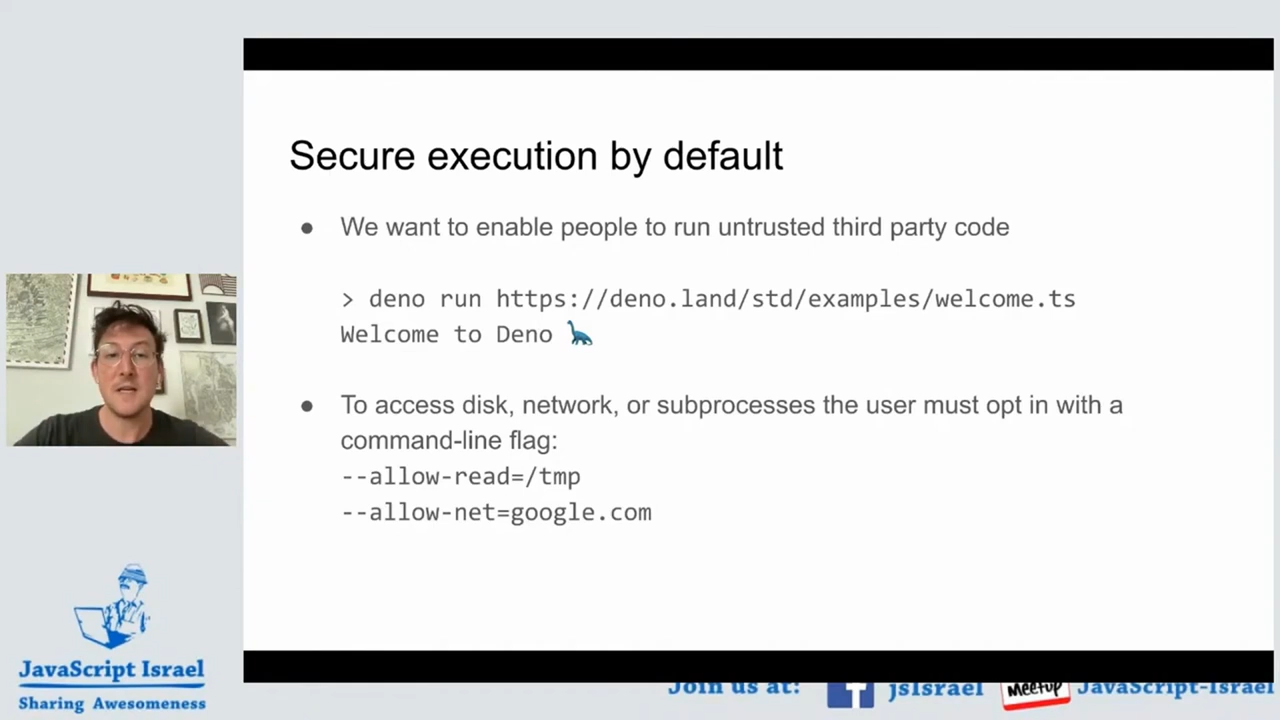 Secure execution by default
● We want to enable people to run untrusted third party code
> deno run https://deno.land/std/examples/welcome.ts
Welcome to Deno 🦕
● To access disk, network, or subprocesses the user must opt in with a
command-line flag:
--allow-read=/tmp
--allow-net=google.com
JavaScript Israel
Sharing Awesomeness
Join us at: jsIsrael Meetup JavaScript-Israel